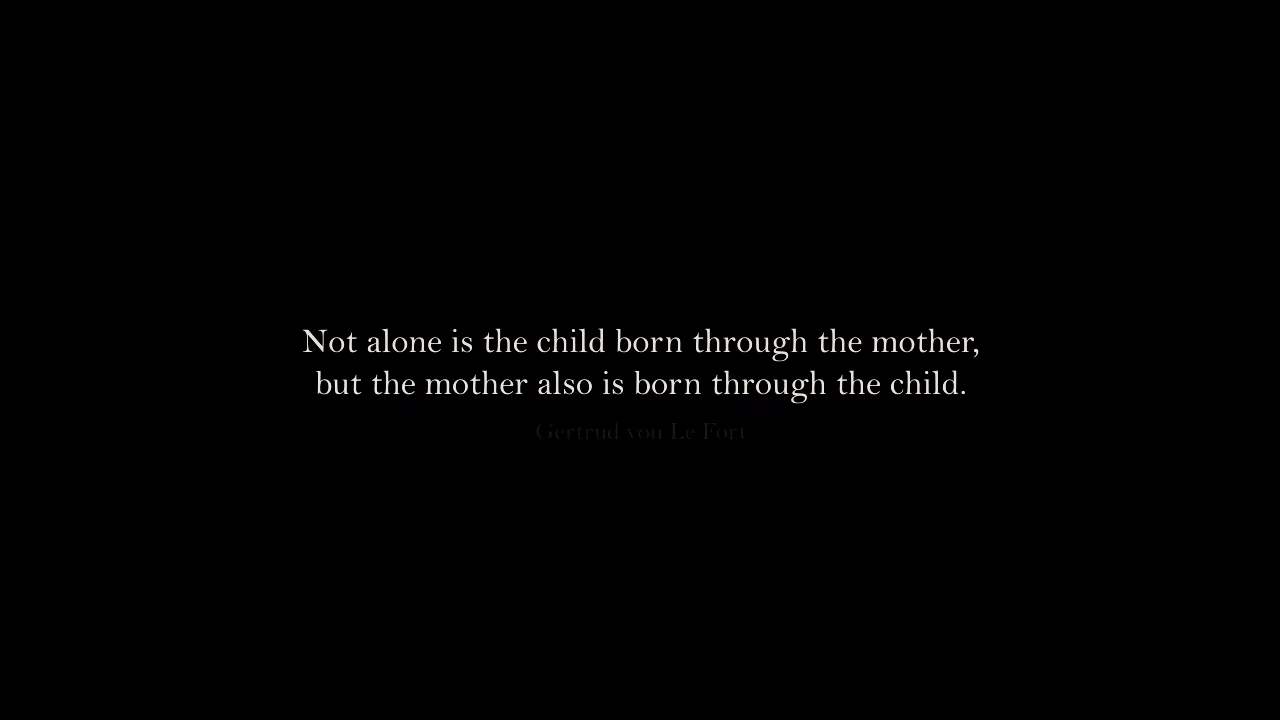 Not alone is the child born through the mother,
but the mother also is born through the child.
Gertrud von Le Fort